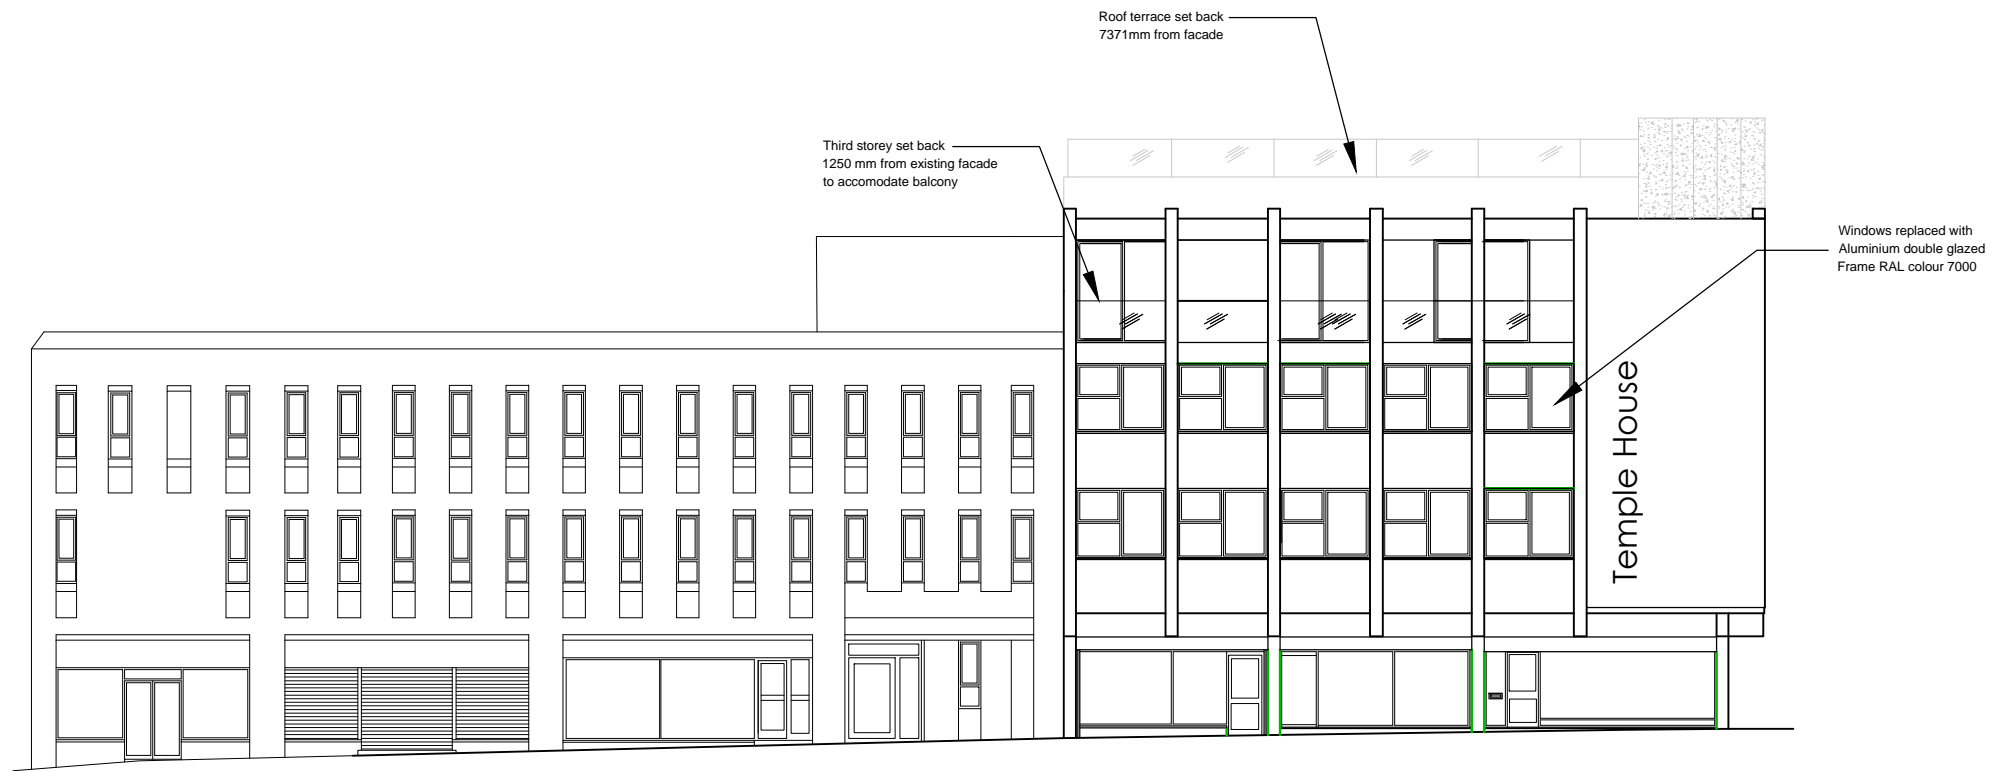 Roof terrace set back
7371mm from facade
Third storey set back
1250 mm from existing facade
to accomodate balcony
Windows replaced with
Aluminium double glazed
Frame RAL colour 7000
Temple House